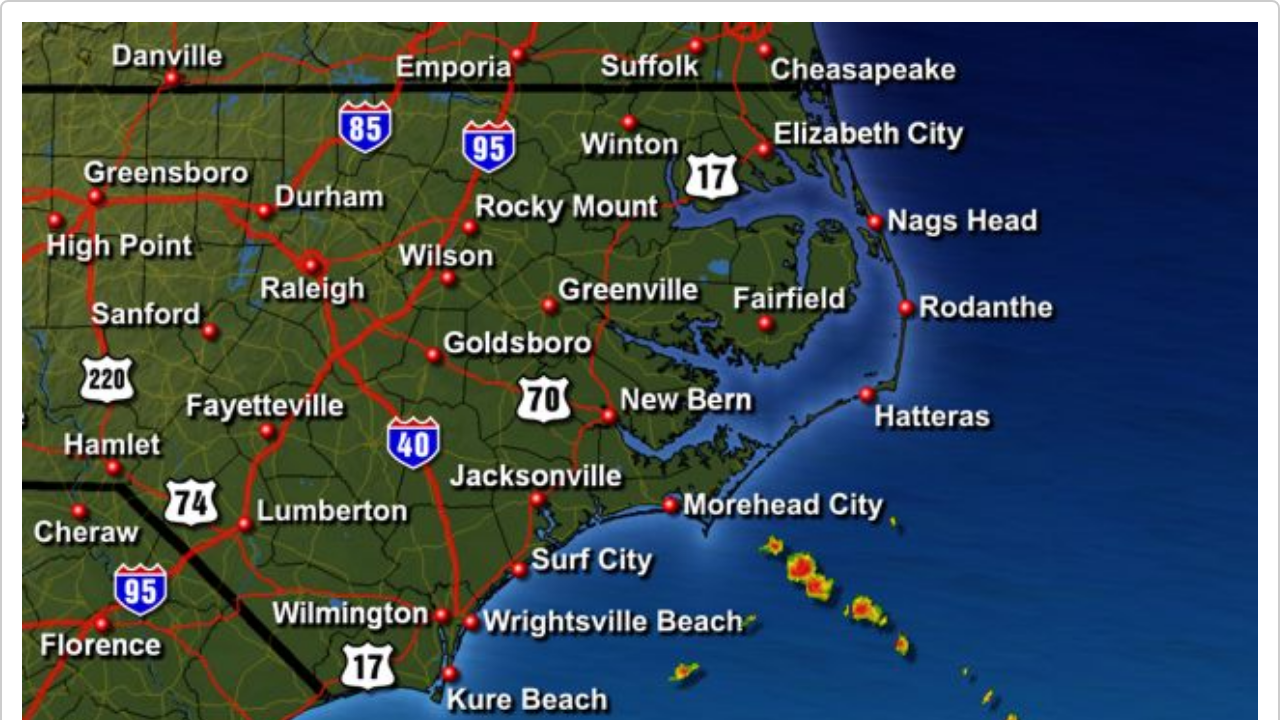 Danville
Emporia
Suffolk
Cheasapeake
85
95
Winton
Elizabeth City
17
Greensboro
Durham
Rocky Mount
Nags Head
High Point
Wilson
Raleigh
Greenville
Fairfield
Rodanthe
Sanford
Goldsboro
220
70
New Bern
Fayetteville
Hatteras
40
Hamlet
Jacksonville
74
Lumberton
Morehead City
Cheraw
Surf City
95
Wilmington
Wrightsville Beach
Florence
17
Kure Beach